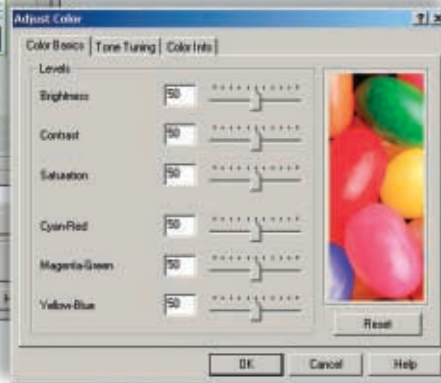 Adjust Color
Color Basics Tone Tuning Color Info
Levels
Brightness 50
Contrast 50
Saturation 50
Cyan-Red 50
Magenta-Green 50
Yellow-Blue 50
Reset
OK Cancel Help